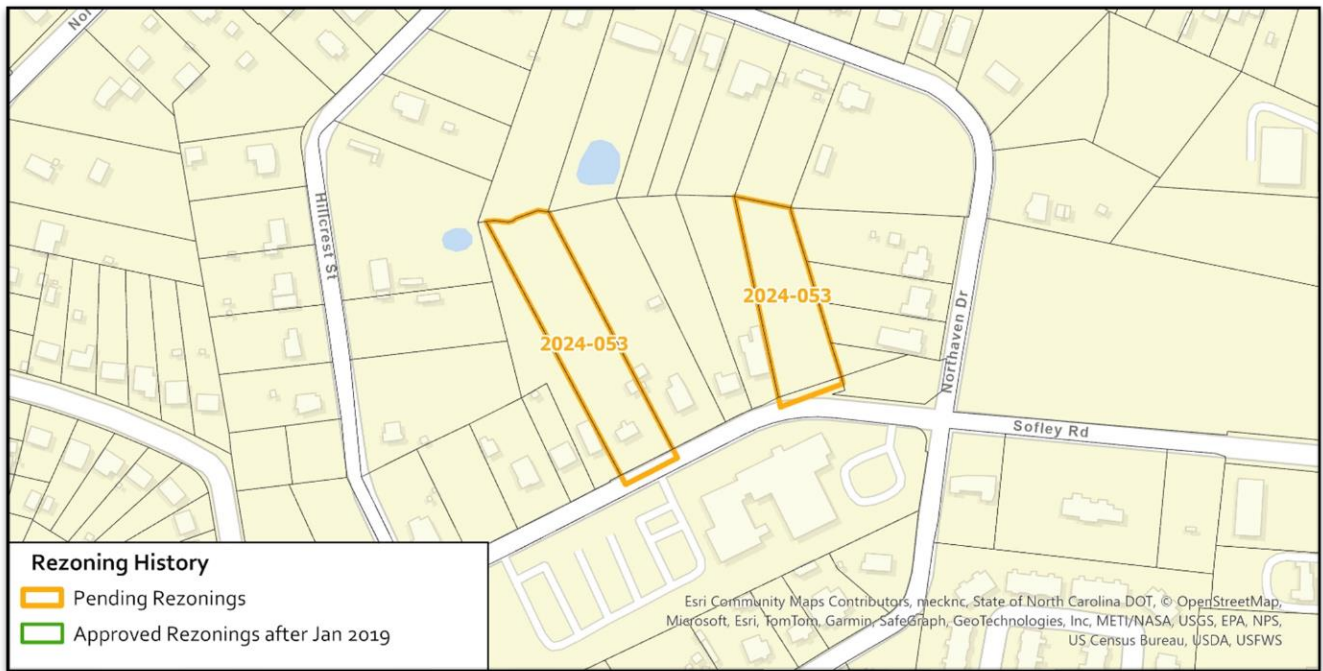 Nor
Hillcrest St
2024-053
2024-053
Northaven Dr
Sofley Rd
Rezoning History
Pending Rezonings
Approved Rezonings after Jan 2019
Esri Community Maps Contributors, mecknc, State of North Carolina DOT, © OpenStreetMap,
Microsoft, Esri, TomTom, Garmin, SafeGraph, GeoTechnologies, Inc, METI/NASA, USGS, EPA, NPS,
US Census Bureau, USDA, USFWS